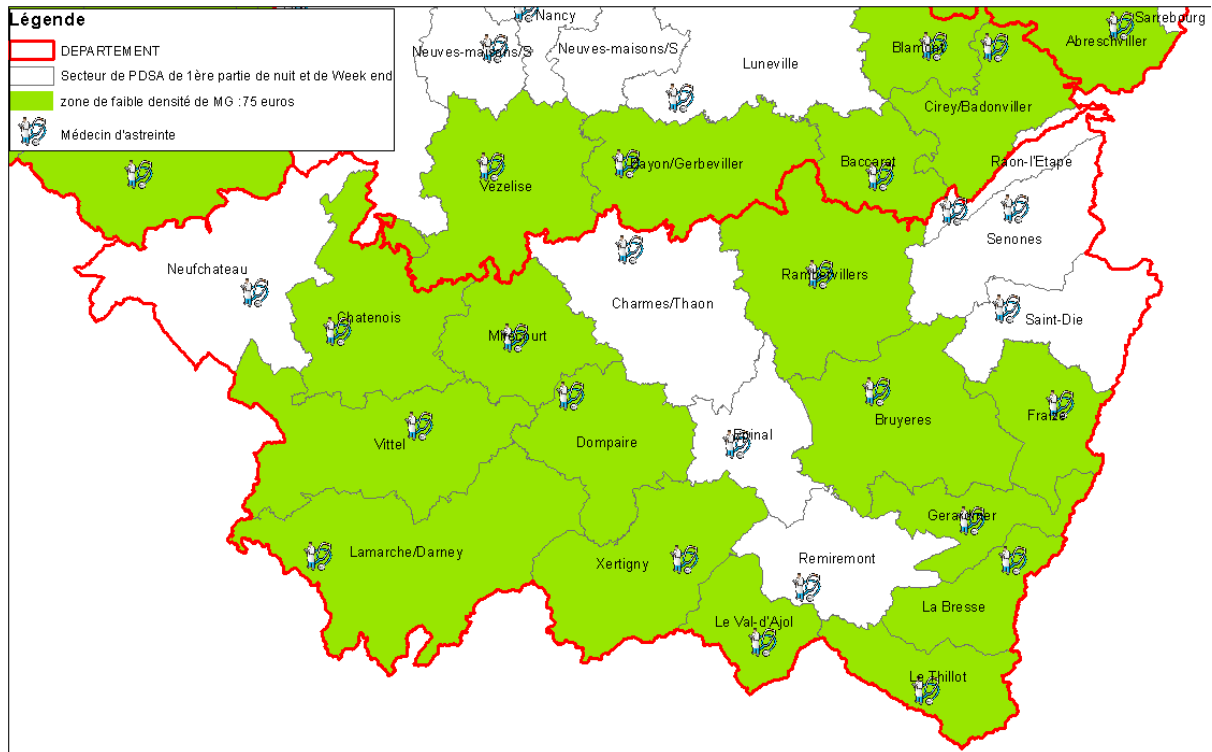 Légende
DEPARTEMENT
Secteur de PDSA de 1ère partie de nuit et de Week end
zone de faible densité de MG :75 euros
Médecin d'astreinte
Nancy
Sarrebourg
Neuves-maisons/S
Neuves-maisons/S
Abreschviller
Blamont
Luneville
Cirey/Badonviller
Raon-l'Etape
Baccarat
Bayon/Gerbeviller
Vezelise
Senones
Neufchateau
Rambervillers
Charmes/Thaon
Chatenois
Saint-Die
Mirecourt
Fraize
Bruyeres
Epinal
Vittel
Dompaire
Gerardmer
Lamarche/Darney
Remiremont
Xertigny
La Bresse
Le Val-d'Ajol
Le Thillot